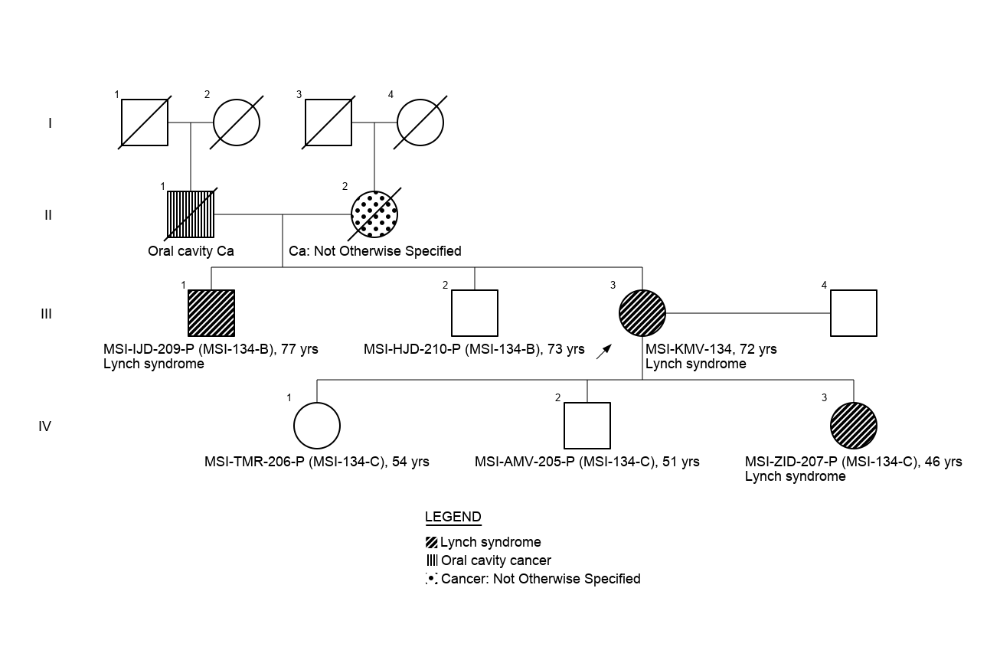 1 2 3 4
I
1 2
II
Oral cavity Ca Ca: Not Otherwise Specified
1 2 3 4
III
MSI-IJD-209-P (MSI-134-B), 77 yrs MSI-HJD-210-P (MSI-134-B), 73 yrs MSI-KMV-134, 72 yrs
Lynch syndrome Lynch syndrome
1 2 3
IV
MSI-TMR-206-P (MSI-134-C), 54 yrs MSI-AMV-205-P (MSI-134-C), 51 yrs MSI-ZID-207-P (MSI-134-C), 46 yrs
Lynch syndrome
LEGEND
Lynch syndrome
Oral cavity cancer
Cancer: Not Otherwise Specified